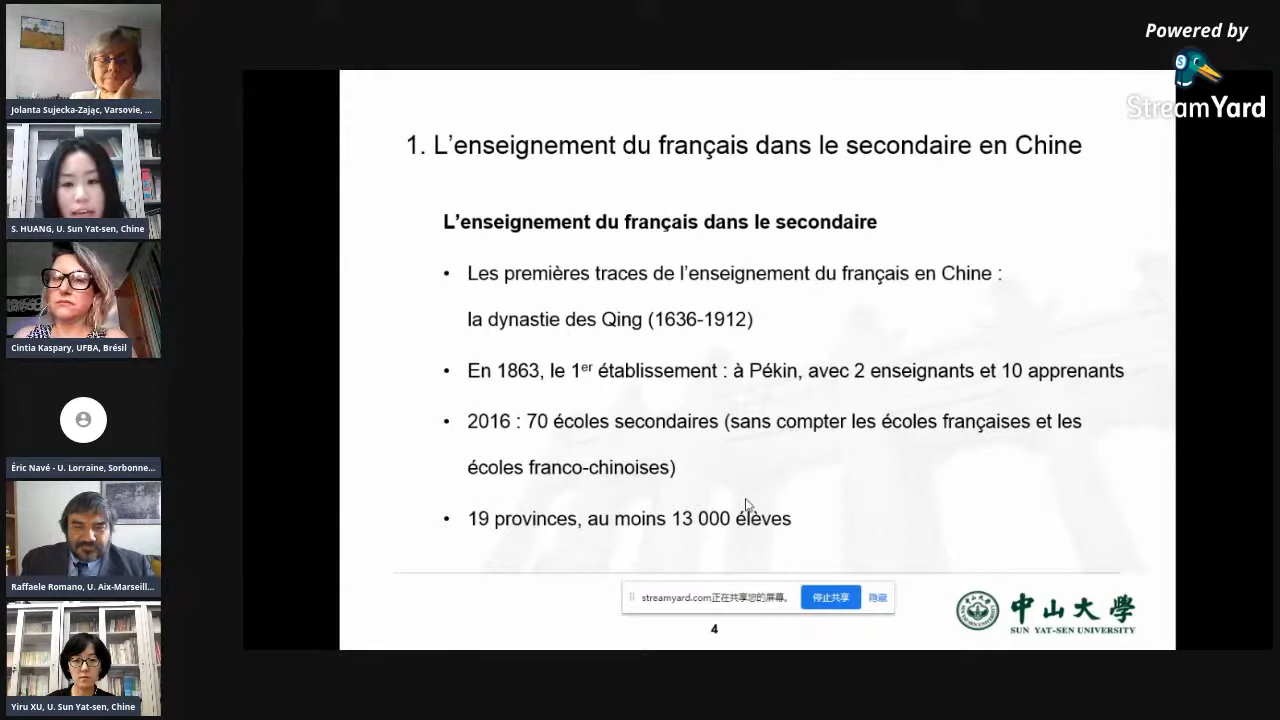 Powered by
StreamYard
Jolanta Sujecka-Zając, Varsovie, ...
S. HUANG, U. Sun Yat-sen, Chine
Cintia Kaspary, UFBA, Brésil
Éric Navé - U. Lorraine, Sorbonne...
Raffaele Romano, U. Aix-Marseill...
Yiru XU, U. Sun Yat-sen, Chine
1. L’enseignement du français dans le secondaire en Chine
L’enseignement du français dans le secondaire
• Les premières traces de l’enseignement du français en Chine :
la dynastie des Qing (1636-1912)
• En 1863, le 1er établissement : à Pékin, avec 2 enseignants et 10 apprenants
• 2016 : 70 écoles secondaires (sans compter les écoles françaises et les
écoles franco-chinoises)
• 19 provinces, au moins 13 000 élèves
streamyard.com正在共享您的屏幕。 停止共享 隐藏
中山大學
SUN YAT-SEN UNIVERSITY
4